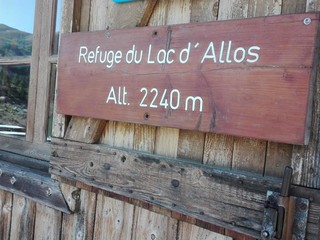 Refuge du Lac d'Allos
Alt. 2240 m